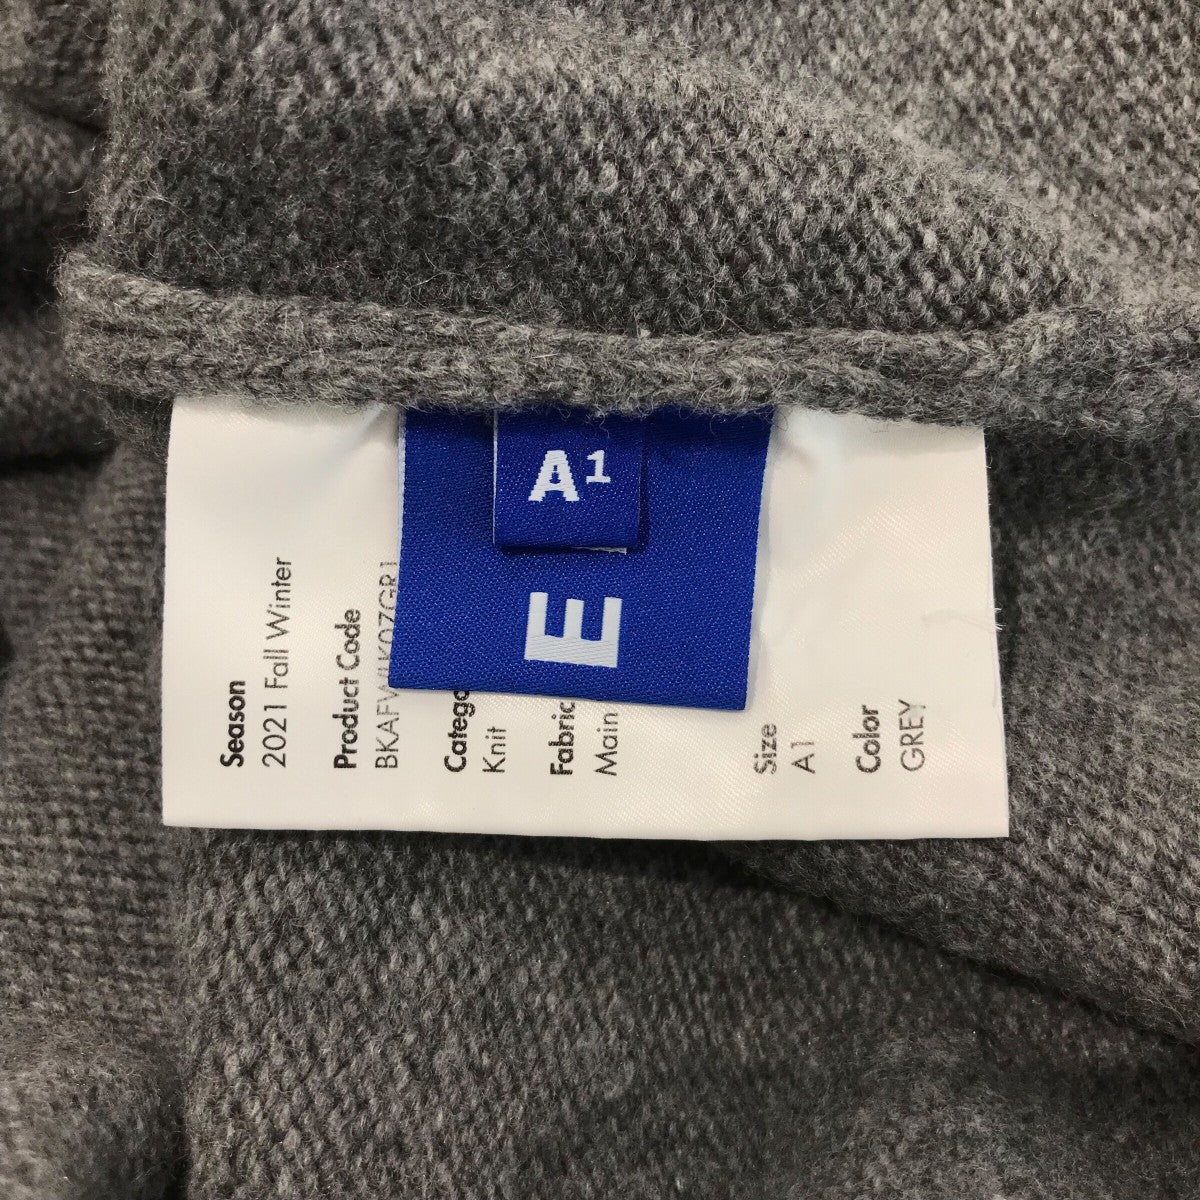 A¹
E
Season
2021 Fall Winter
Product Code
Knit
Main
Size
A1
Color
GREY